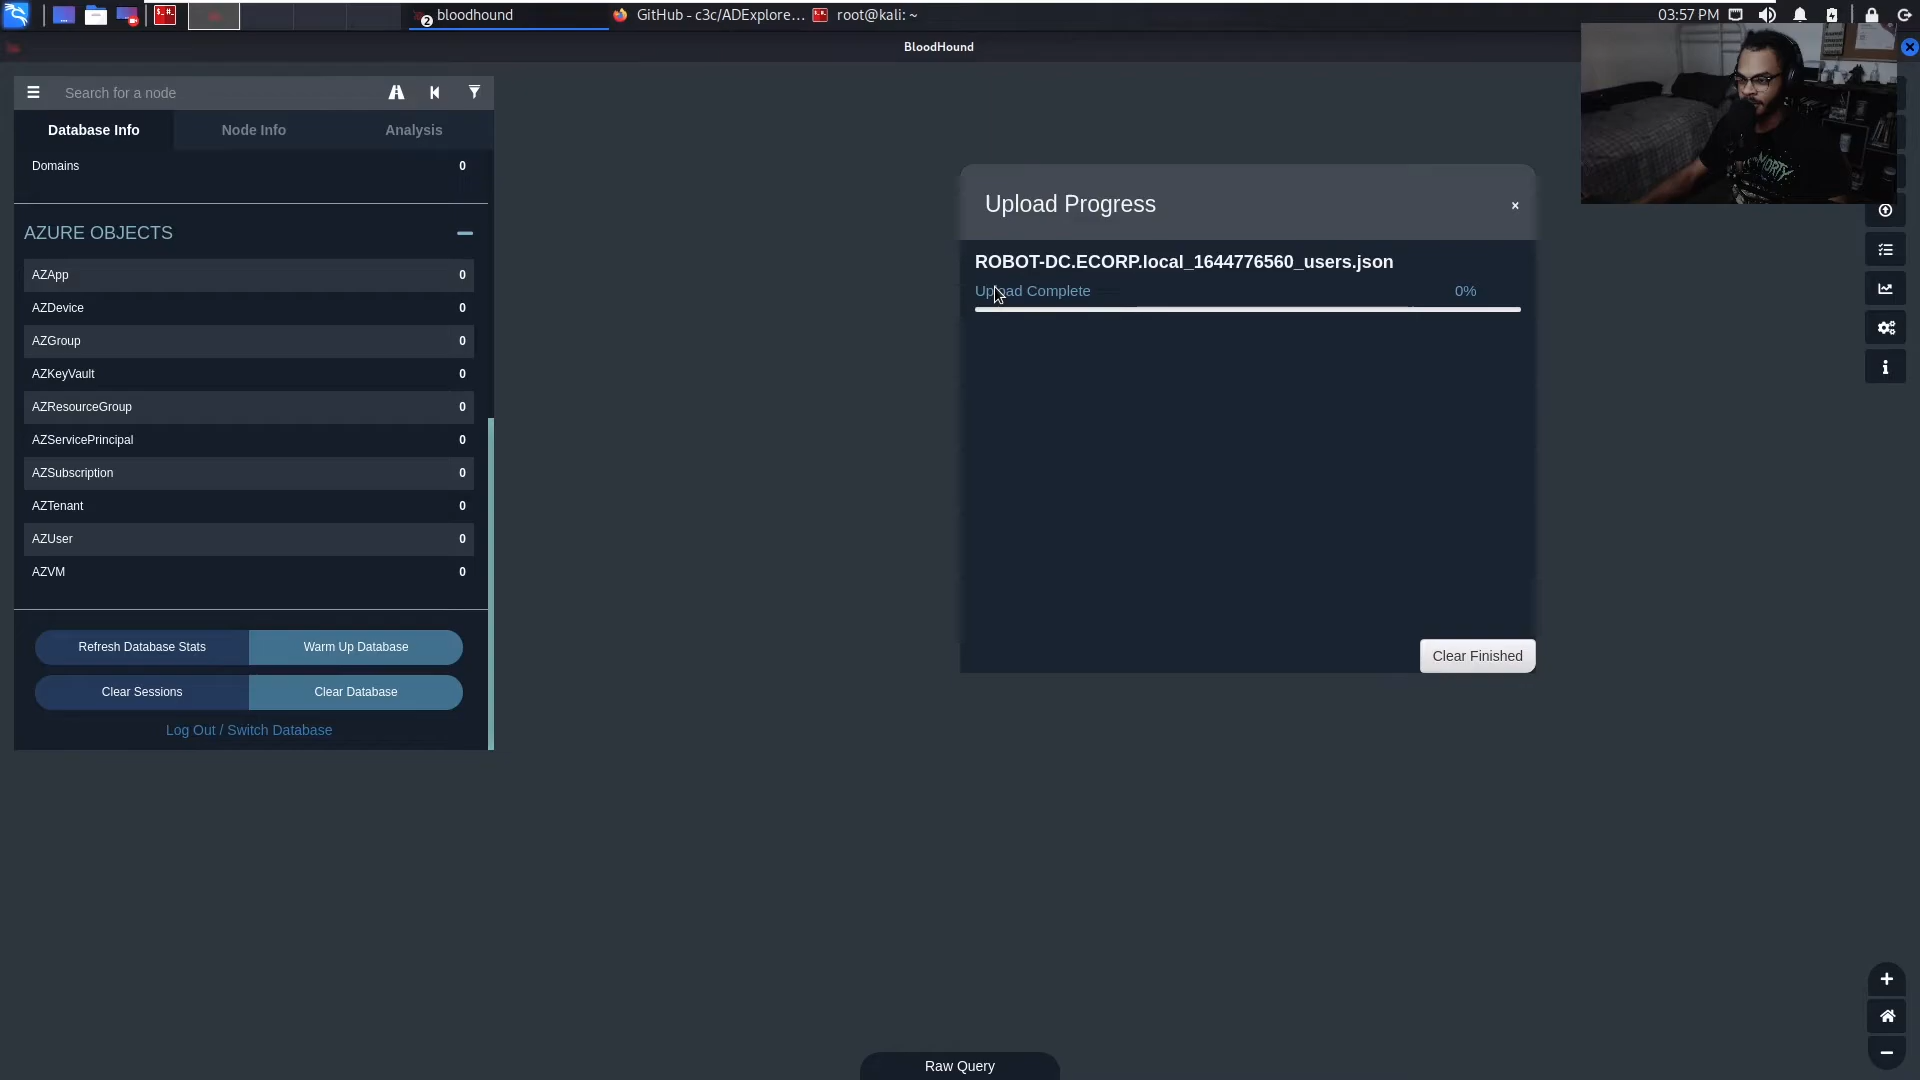 bloodhound
2
GitHub - c3c/ADExplore...
root@kali: ~
03:57 PM
BloodHound
Search for a node
Database Info
Node Info
Analysis
Domains 0
AZURE OBJECTS
AZApp 0
AZDevice 0
AZGroup 0
AZKeyVault 0
AZResourceGroup 0
AZServicePrincipal 0
AZSubscription 0
AZTenant 0
AZUser 0
AZVM 0
Refresh Database Stats
Warm Up Database
Clear Sessions
Clear Database
Log Out / Switch Database
Upload Progress
×
ROBOT-DC.ECORP.local_1644776560_users.json
Upload Complete 0%
Clear Finished
Raw Query